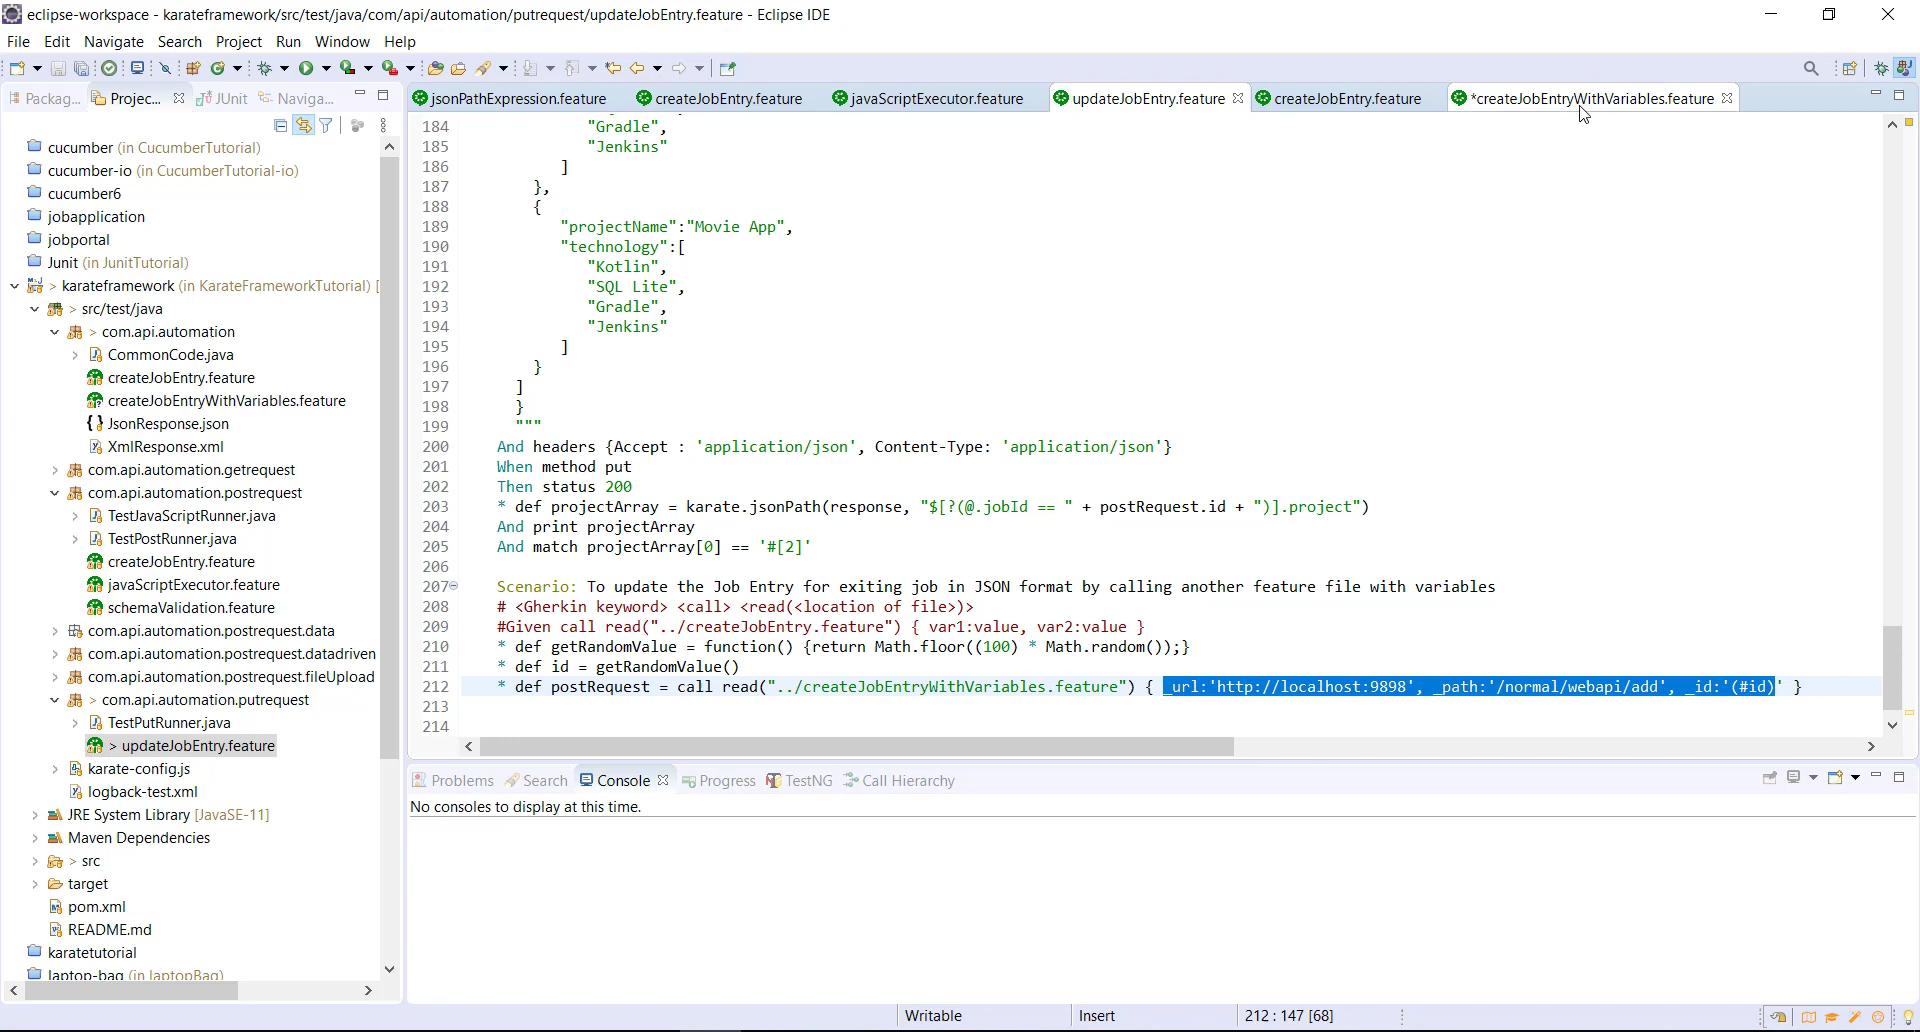 eclipse-workspace - karateframework/src/test/java/com/api/automation/putrequest/updateJobEntry.feature - Eclipse IDE
File Edit Navigate Search Project Run Window Help
Packag... Projec... JUnit Naviga...
jsonPathExpression.feature createJobEntry.feature javaScriptExecutor.feature updateJobEntry.feature createJobEntry.feature *createJobEntryWithVariables.feature
cucumber (in CucumberTutorial)
cucumber-io (in CucumberTutorial-io)
cucumber6
jobapplication
jobportal
Junit (in JunitTutorial)
> karateframework (in KarateFrameworkTutorial) [
> src/test/java
> com.api.automation
CommonCode.java
createJobEntry.feature
createJobEntryWithVariables.feature
JsonResponse.json
XmlResponse.xml
com.api.automation.getrequest
com.api.automation.postrequest
TestJavaScriptRunner.java
TestPostRunner.java
createJobEntry.feature
javaScriptExecutor.feature
schemaValidation.feature
com.api.automation.postrequest.data
com.api.automation.postrequest.datadriven
com.api.automation.postrequest.fileUpload
> com.api.automation.putrequest
TestPutRunner.java
> updateJobEntry.feature
karate-config.js
logback-test.xml
JRE System Library [JavaSE-11]
Maven Dependencies
> src
target
pom.xml
README.md
karatetutorial
laptop-bag (in laptopBag)
184 "Gradle",
185 "Jenkins"
186 ]
187 },
188 {
189 "projectName":"Movie App",
190 "technology":[
191 "Kotlin",
192 "SQL Lite",
193 "Gradle",
194 "Jenkins"
195 ]
196 }
197 ]
198 }
199 """
200 And headers {Accept : 'application/json', Content-Type: 'application/json'}
201 When method put
202 Then status 200
203 * def projectArray = karate.jsonPath(response, "$[?(@.jobId == " + postRequest.id + ")].project")
204 And print projectArray
205 And match projectArray[0] == '#[2]'
206
207 Scenario: To update the Job Entry for exiting job in JSON format by calling another feature file with variables
208 # <Gherkin keyword> <call> <read(<location of file>)>
209 #Given call read("../createJobEntry.feature") { var1:value, var2:value }
210 * def getRandomValue = function() {return Math.floor((100) * Math.random());}
211 * def id = getRandomValue()
212 * def postRequest = call read("../createJobEntryWithVariables.feature") { _url:'http://localhost:9898', _path:'/normal/webapi/add', _id:'(#id)' }
213
214
Problems Search Console Progress TestNG Call Hierarchy
No consoles to display at this time.
Writable Insert 212 : 147 [68]